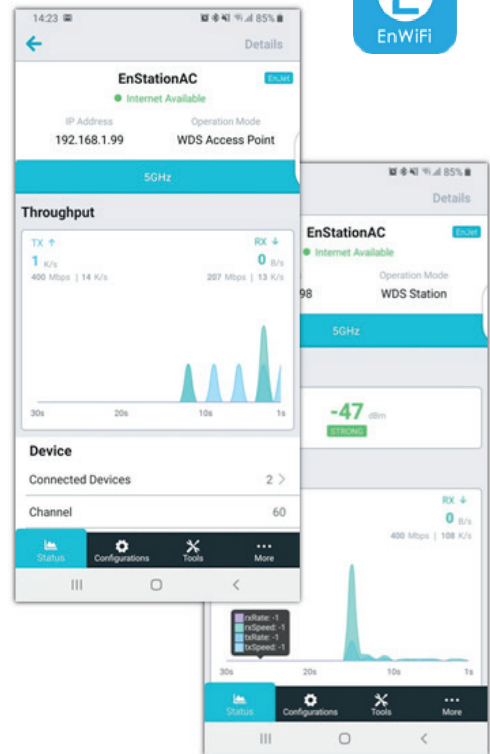 EnWiFi
14:23 85%
Details
EnStationAC EnJet
Internet Available
IP Address Operation Mode
192.168.1.99 WDS Access Point
5GHz
Throughput
TX ↑ RX ↓
1 K/s 0 B/s
400 Mbps | 14 K/s 207 Mbps | 13 K/s
30s 20s 10s 1s
Device
Connected Devices 2 >
Channel 60
Status Configurations Tools More
85%
Details
EnStationAC EnJet
Internet Available
Operation Mode
98 WDS Station
5GHz
-47 dBm
STRONG
RX ↓
0 B/s
400 Mbps | 108 K/s
rxRate: -1
rxSpeed: -1
txRate: -1
txSpeed: -1
30s 20s 10s 1s
Status Configurations Tools More